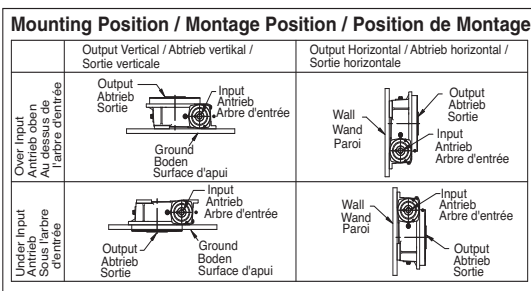 Mounting Position / Montage Position / Position de Montage
Output Vertical / Abtrieb vertikal /
Sortie verticale
Output Horizontal / Abtrieb horizontal /
Sortie horizontale
Over Input
Antrieb oben
Au dessus de
l'arbre d'entrée
Output
Abtrieb
Sortie
Input
Antrieb
Arbre d'entrée
Ground
Boden
Surface d'apui
Wall
Wand
Paroi
Output
Abtrieb
Sortie
Input
Antrieb
Arbre d'entrée
Under Input
Antrieb
Sous l'arbre
d'entrée
Input
Antrieb
Arbre d'entrée
Output
Abtrieb
Sortie
Ground
Boden
Surface d'apui
Wall
Wand
Paroi
Input
Antrieb
Arbre d'entrée
Output
Abtrieb
Sortie